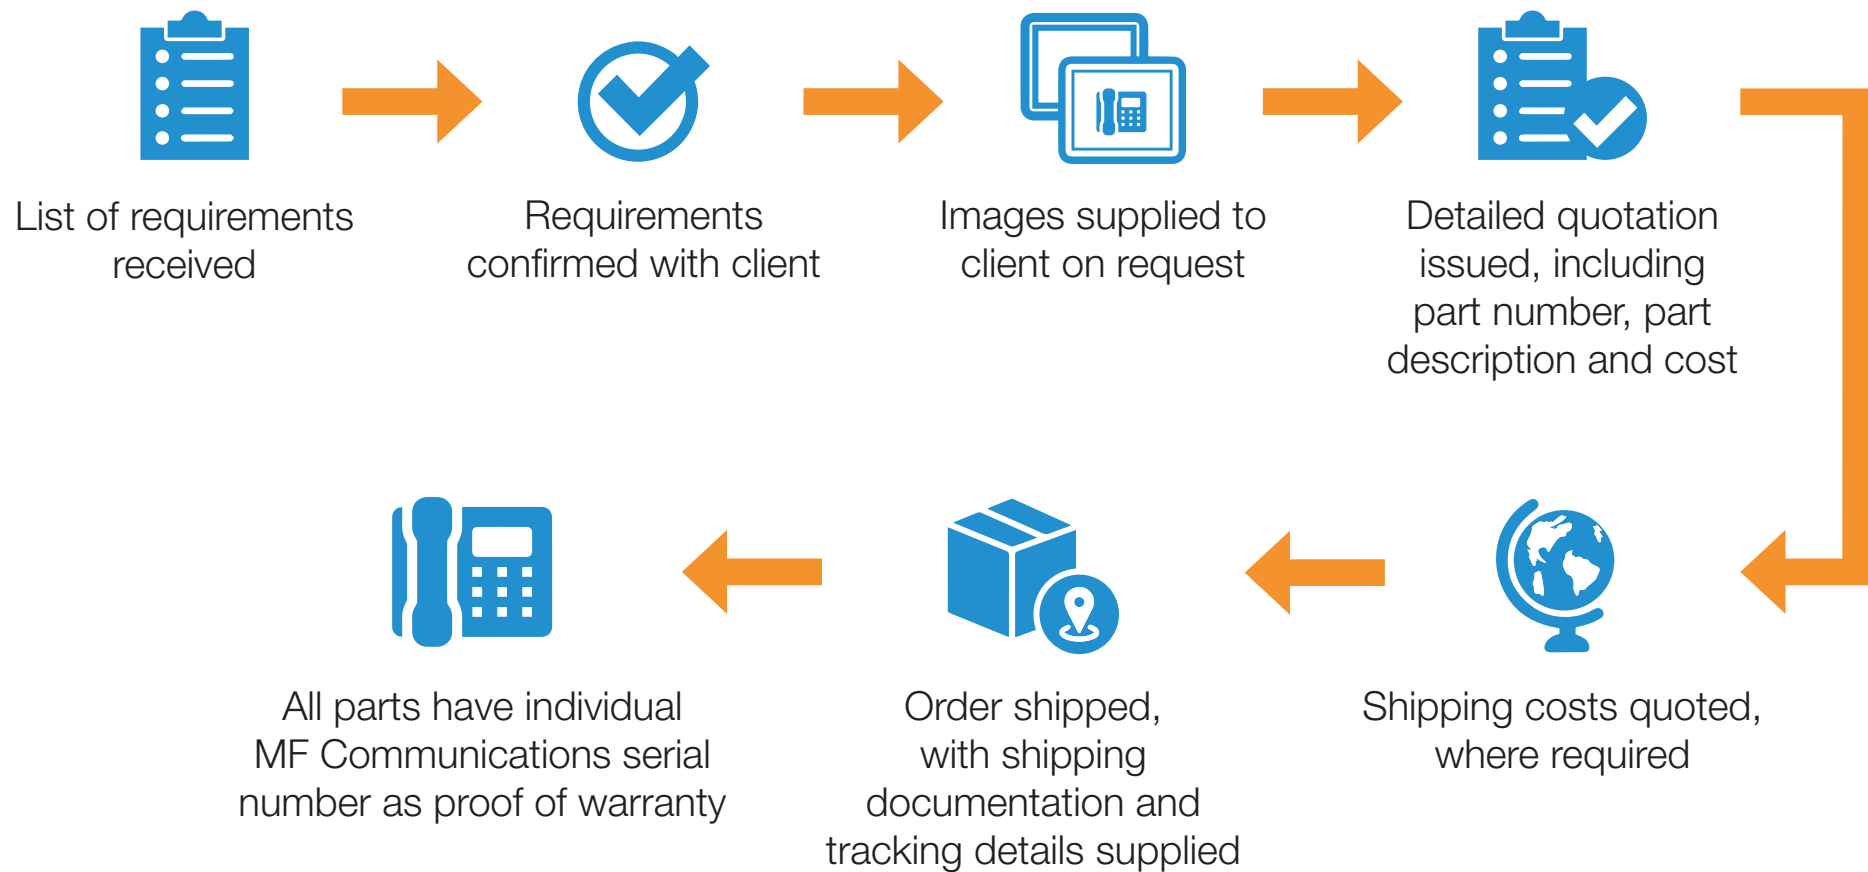 List of requirements
received
Requirements
confirmed with client
Images supplied to
client on request
Detailed quotation
issued, including
part number, part
description and cost
Shipping costs quoted,
where required
Order shipped,
with shipping
documentation and
tracking details supplied
All parts have individual
MF Communications serial
number as proof of warranty